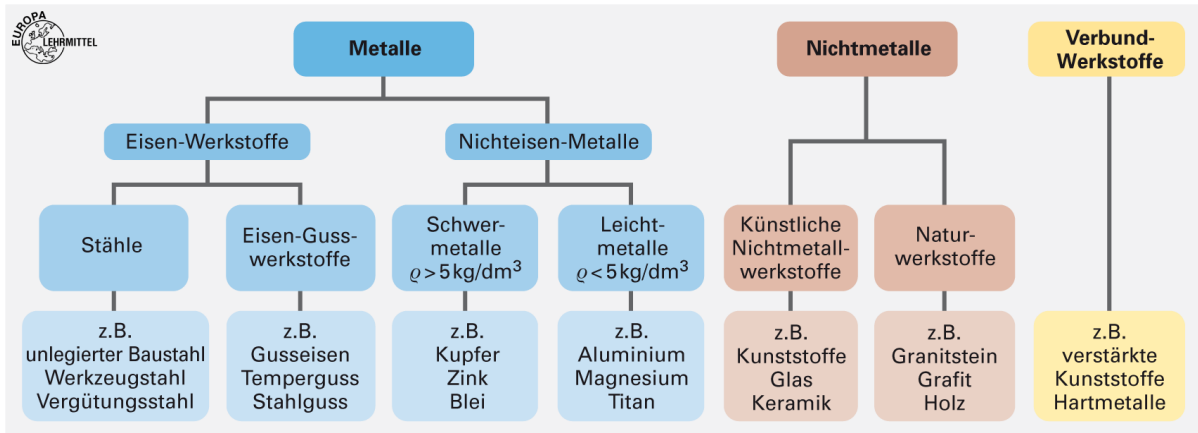 EUROPA
LEHRMITTEL
Metalle
Nichtmetalle
Verbund-
Werkstoffe
Eisen-Werkstoffe
Nichteisen-Metalle
Stähle
Eisen-Guss-
werkstoffe
Schwer-
metalle
ϱ > 5 kg/dm³
Leicht-
metalle
ϱ < 5 kg/dm³
Künstliche
Nichtmetall-
werkstoffe
Natur-
werkstoffe
z.B.
unlegierter Baustahl
Werkzeugstahl
Vergütungsstahl
z.B.
Gusseisen
Temperguss
Stahlguss
z.B.
Kupfer
Zink
Blei
z.B.
Aluminium
Magnesium
Titan
z.B.
Kunststoffe
Glas
Keramik
z.B.
Granitstein
Grafit
Holz
z.B.
verstärkte
Kunststoffe
Hartmetalle